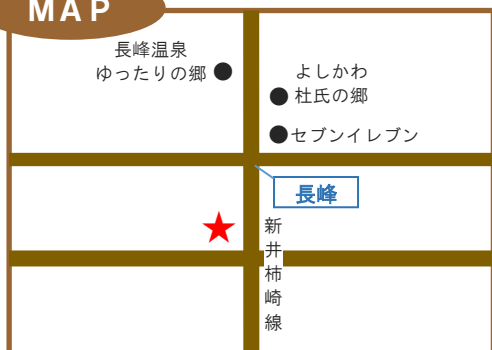 MAP
長峰温泉
ゆったりの郷
よしかわ
杜氏の郷
セブンイレブン
長峰
新井柿崎線